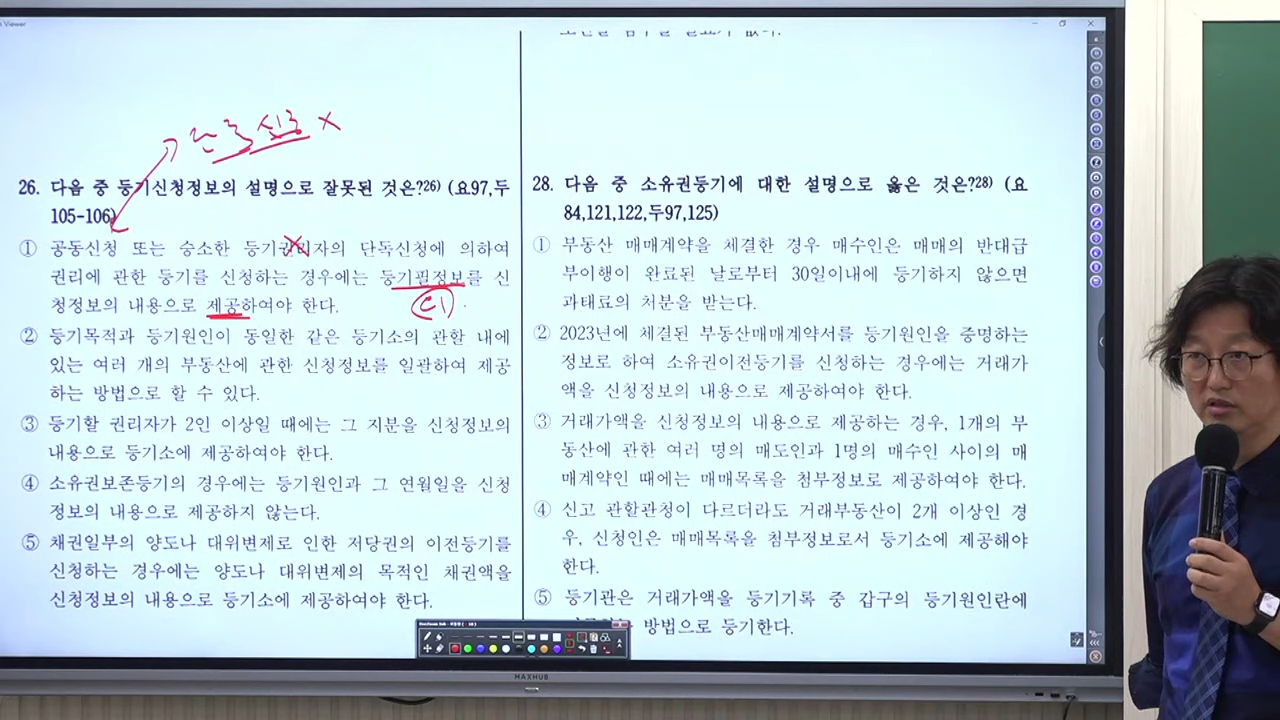 단독신청 X
26. 다음 중 등기신청정보의 설명으로 잘못된 것은?26) (요97,두
105-106)
① 공동신청 또는 승소한 등기권리자의 단독신청에 의하여
권리에 관한 등기를 신청하는 경우에는 등기필정보를 신
청정보의 내용으로 제공하여야 한다.
② 등기목적과 등기원인이 동일한 같은 등기소의 관할 내에
있는 여러 개의 부동산에 관한 신청정보를 일괄하여 제공
하는 방법으로 할 수 있다.
③ 등기할 권리자가 2인 이상일 때에는 그 지분을 신청정보의
내용으로 등기소에 제공하여야 한다.
④ 소유권보존등기의 경우에는 등기원인과 그 연월일을 신청
정보의 내용으로 제공하지 않는다.
⑤ 채권일부의 양도나 대위변제로 인한 저당권의 이전등기를
신청하는 경우에는 양도나 대위변제의 목적인 채권액을
신청정보의 내용으로 등기소에 제공하여야 한다.
28. 다음 중 소유권등기에 대한 설명으로 옳은 것은?28) (요
84,121,122,두97,125)
① 부동산 매매계약을 체결한 경우 매수인은 매매의 반대급
부이행이 완료된 날로부터 30일이내에 등기하지 않으면
과태료의 처분을 받는다.
② 2023년에 체결된 부동산매매계약서를 등기원인을 증명하는
정보로 하여 소유권이전등기를 신청하는 경우에는 거래가
액을 신청정보의 내용으로 제공하여야 한다.
③ 거래가액을 신청정보의 내용으로 제공하는 경우, 1개의 부
동산에 관한 여러 명의 매도인과 1명의 매수인 사이의 매
매계약인 때에는 매매목록을 첨부정보로 제공하여야 한다.
④ 신고 관할관청이 다르더라도 거래부동산이 2개 이상인 경
우, 신청인은 매매목록을 첨부정보로서 등기소에 제공해야
한다.
⑤ 등기관은 거래가액을 등기기록 중 갑구의 등기원인란에
방법으로 등기한다.
MAXHUB